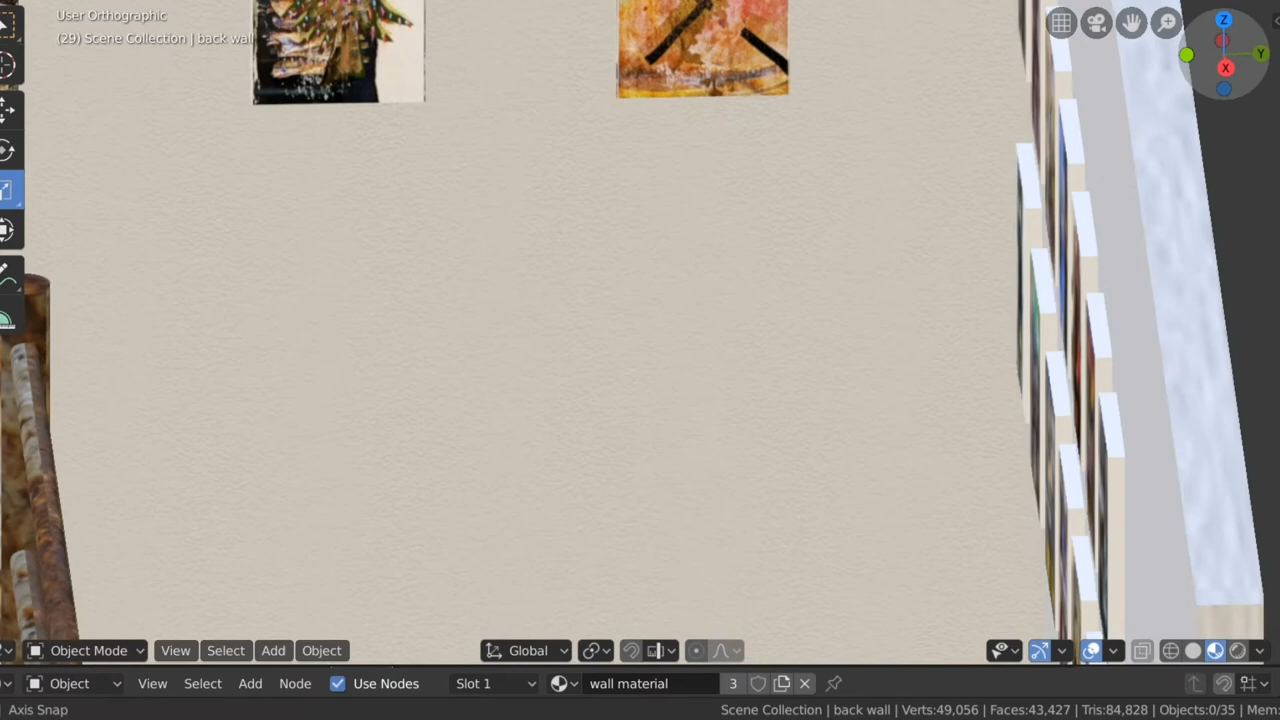 User Orthographic
(29) Scene Collection | back wall
Z
Y
X
Object Mode
View
Select
Add
Object
Global
Object
View
Select
Add
Node
Use Nodes
Slot 1
wall material
3
Axis Snap
Scene Collection | back wall | Verts:49,056 | Faces:43,427 | Tris:84,828 | Objects:0/35 | Mem: